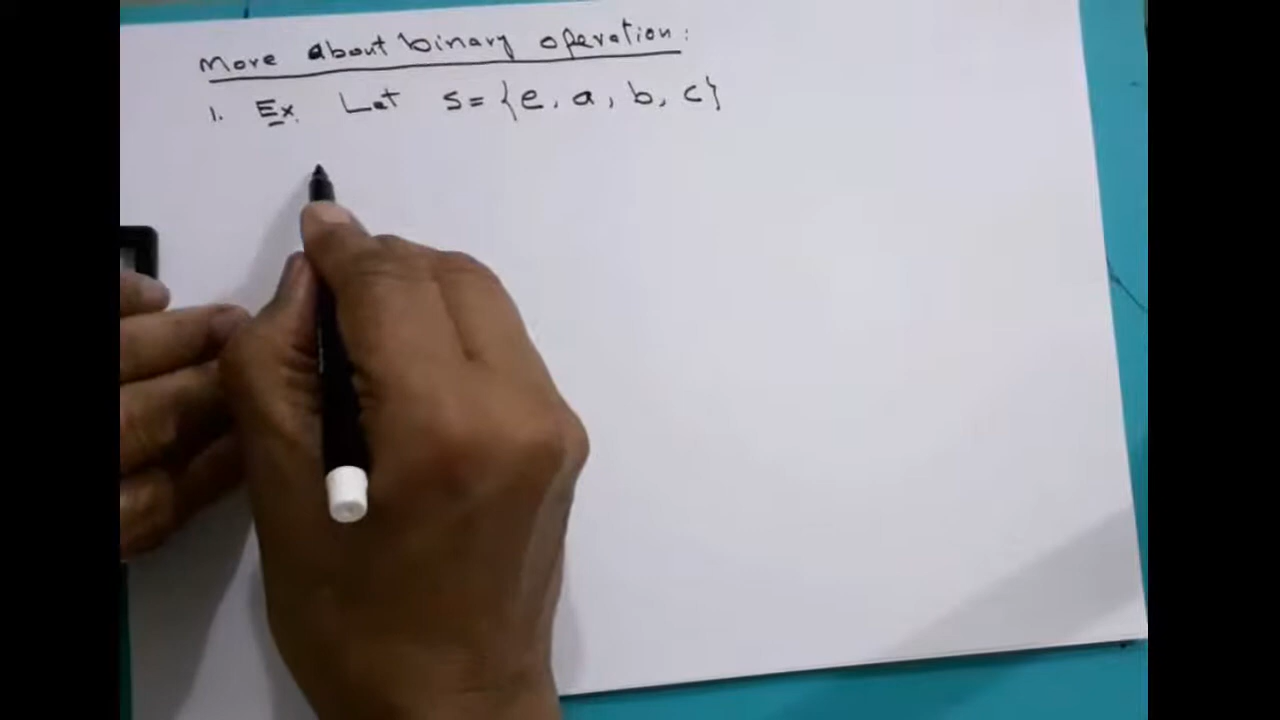 More about binary operation:
1. Ex. Let s = {e, a, b, c}